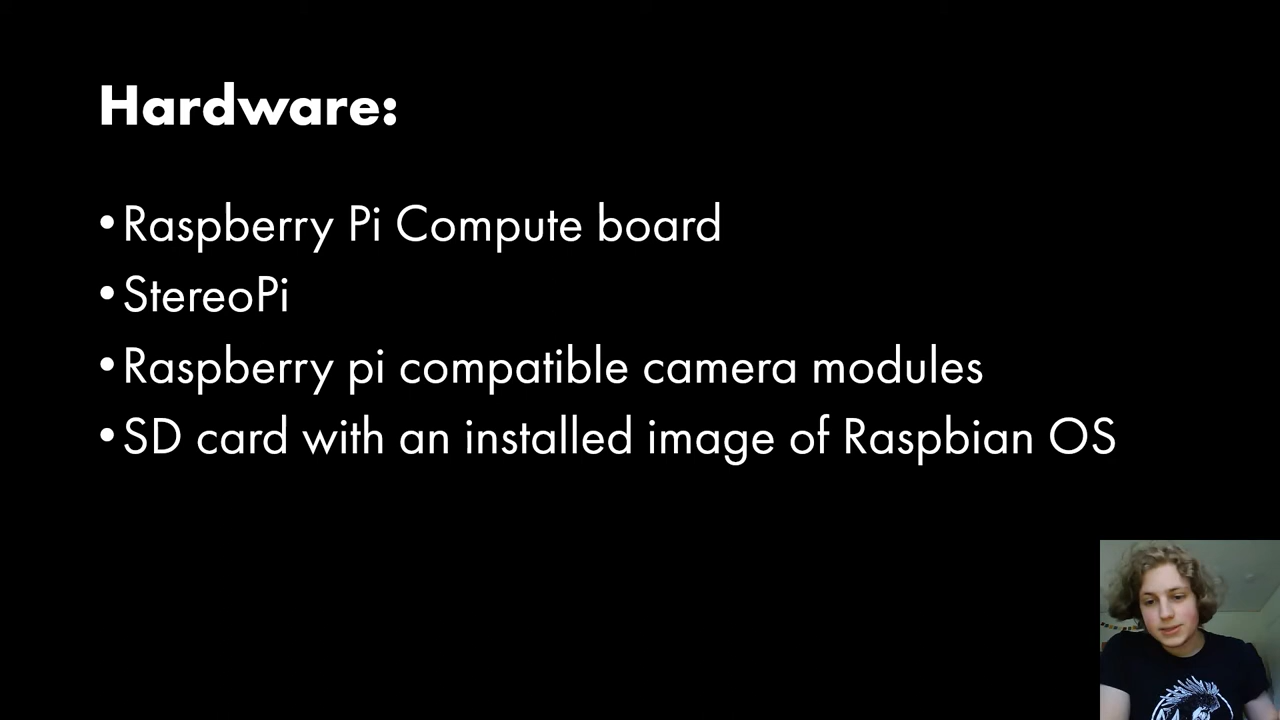 Hardware:
•Raspberry Pi Compute board
•StereoPi
•Raspberry pi compatible camera modules
•SD card with an installed image of Raspbian OS